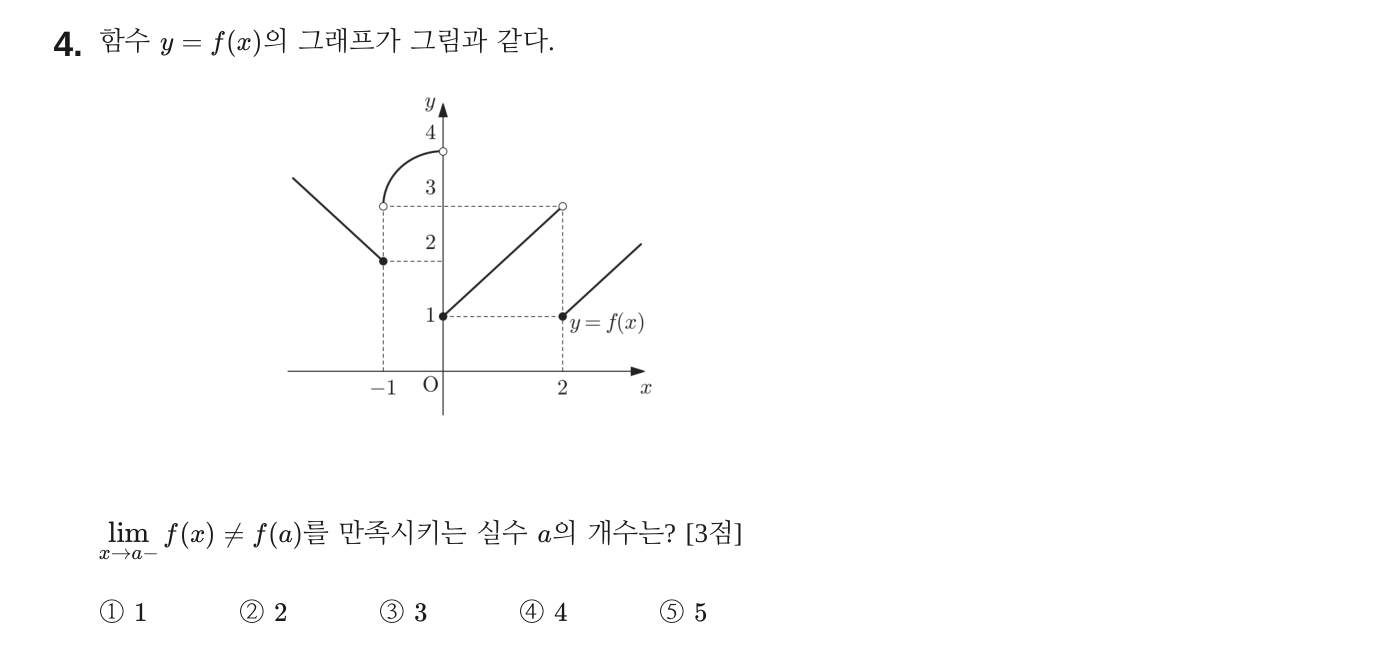 4. 함수 y = f(x)의 그래프가 그림과 같다.
y
4
3
2
1
y = f(x)
−1
O
2
x
lim f(x) ≠ f(a)를 만족시키는 실수 a의 개수는? [3점]
x→a−
① 1 ② 2 ③ 3 ④ 4 ⑤ 5